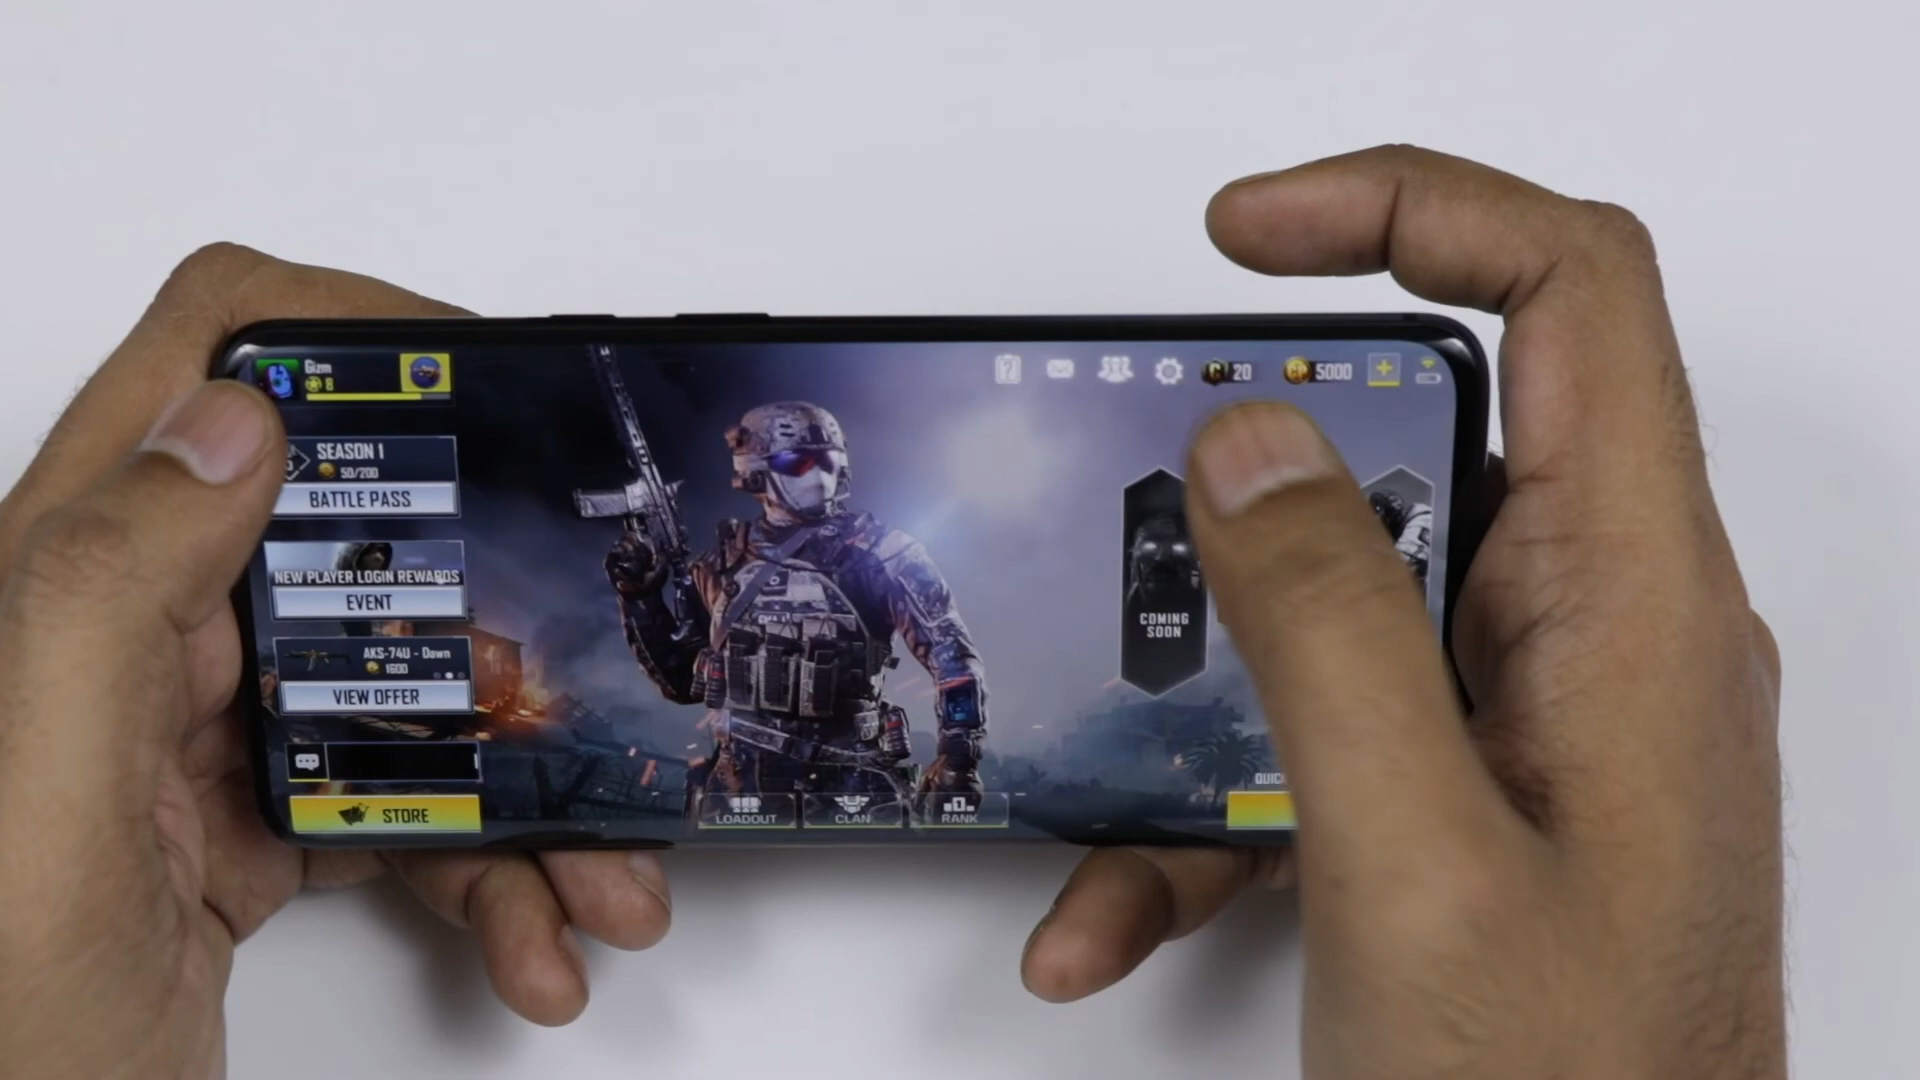 Gizm
8
20
5000
SEASON 1
50/200
BATTLE PASS
NEW PLAYER LOGIN REWARDS
EVENT
AKS-74U - Dawn
1600
VIEW OFFER
COMING
SOON
QUICK
STORE
LOADOUT
CLAN
RANK